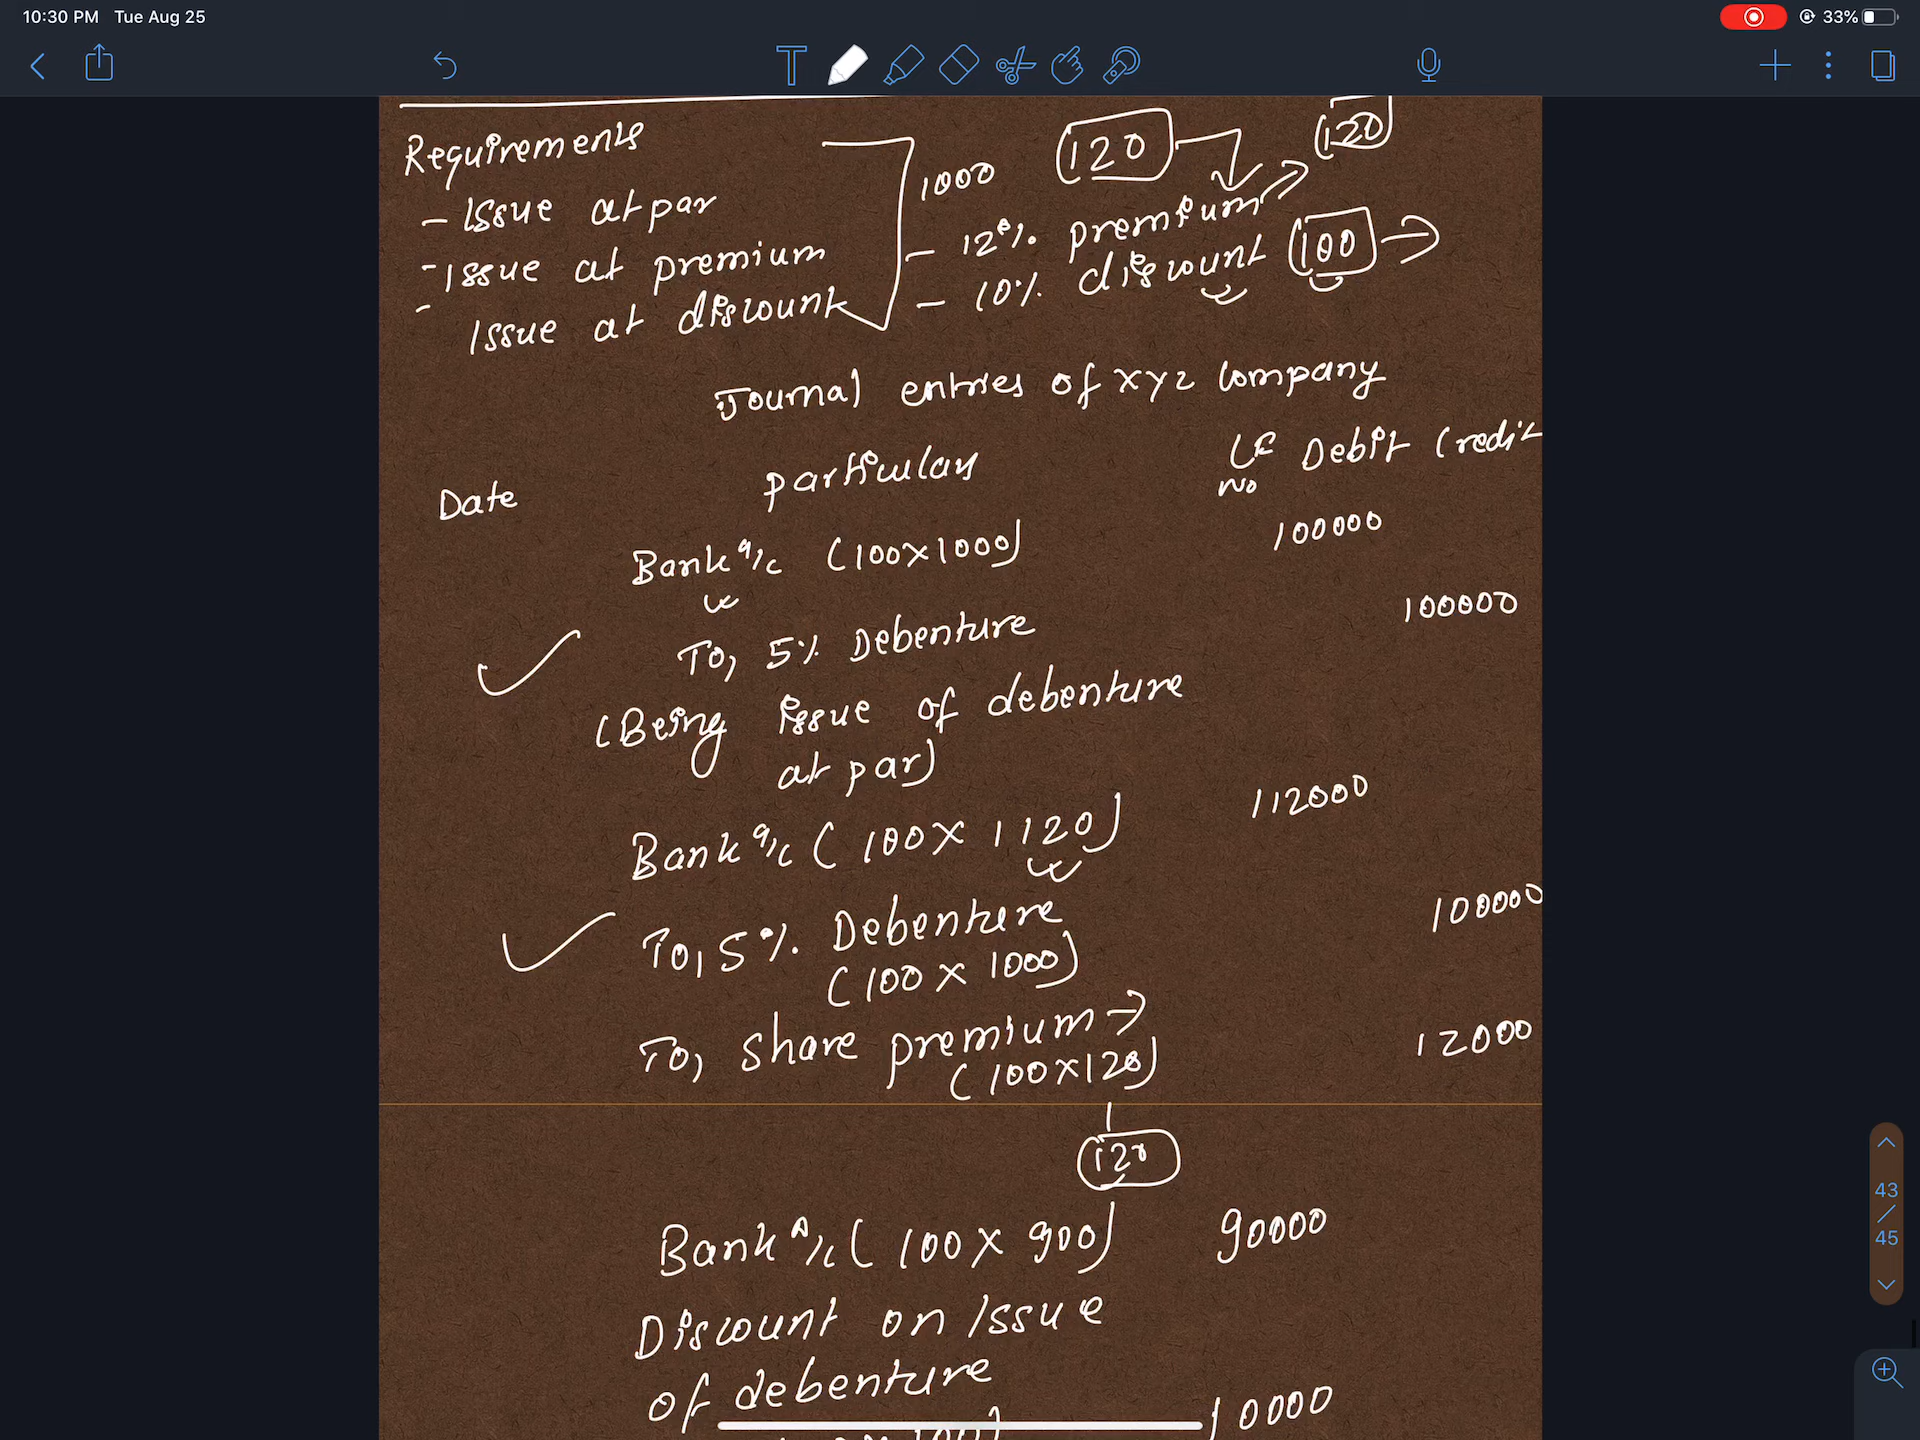 10:30 PM Tue Aug 25
33%
Requirements
- Issue at par
- Issue at premium
- Issue at discount
1000
120
120
- 12% premium
- 10% discount 100
Journal entries of xyz company
Date particulars LF No Debit Credit
Bank a/c (100x1000) 100000
To, 5% Debenture 100000
(Being issue of debenture
at par)
Bank a/c (100x 1120) 112000
To, 5% Debenture 100000
(100 x 1000)
To, share premium 12000
(100x120)
120
Bank A/c (100x 900) 90000
Discount on Issue
of debenture 10000
43
/
45